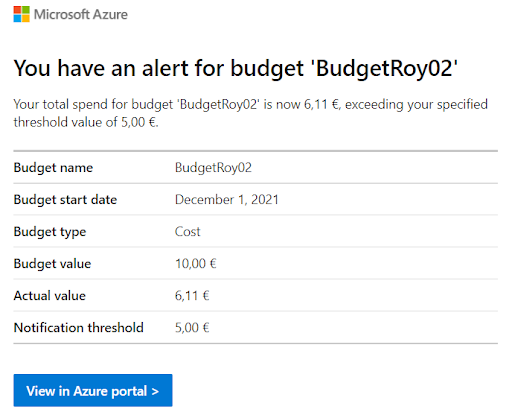 Microsoft Azure
You have an alert for budget 'BudgetRoy02'
Your total spend for budget 'BudgetRoy02' is now 6,11 €, exceeding your specified
threshold value of 5,00 €.
Budget name BudgetRoy02
Budget start date December 1, 2021
Budget type Cost
Budget value 10,00 €
Actual value 6,11 €
Notification threshold 5,00 €
View in Azure portal >